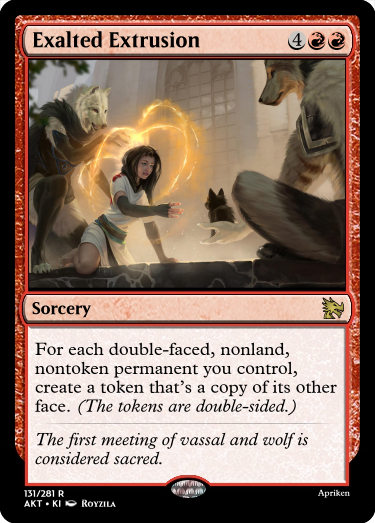 Exalted Extrusion 4
Sorcery
For each double-faced, nonland,
nontoken permanent you control,
create a token that's a copy of its other
face. (The tokens are double-sided.)
The first meeting of vassal and wolf is
considered sacred.
131/281 R
Apriken
AKT • KI Royzila